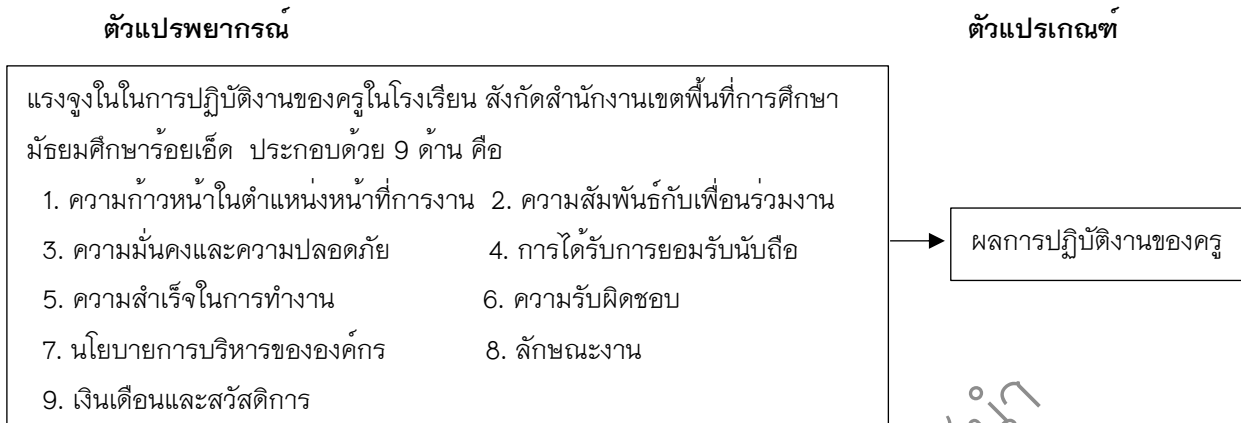 ตัวแปรพยากรณ์ ตัวแปรเกณฑ์
แรงจูงในในการปฏิบัติงานของครูในโรงเรียน สังกัดสำนักงานเขตพื้นที่การศึกษา
มัธยมศึกษาร้อยเอ็ด ประกอบด้วย 9 ด้าน คือ
1. ความก้าวหน้าในตำแหน่งหน้าที่การงาน 2. ความสัมพันธ์กับเพื่อนร่วมงาน
3. ความมั่นคงและความปลอดภัย 4. การได้รับการยอมรับนับถือ
5. ความสำเร็จในการทำงาน 6. ความรับผิดชอบ
7. นโยบายการบริหารขององค์กร 8. ลักษณะงาน
9. เงินเดือนและสวัสดิการ
ผลการปฏิบัติงานของครู